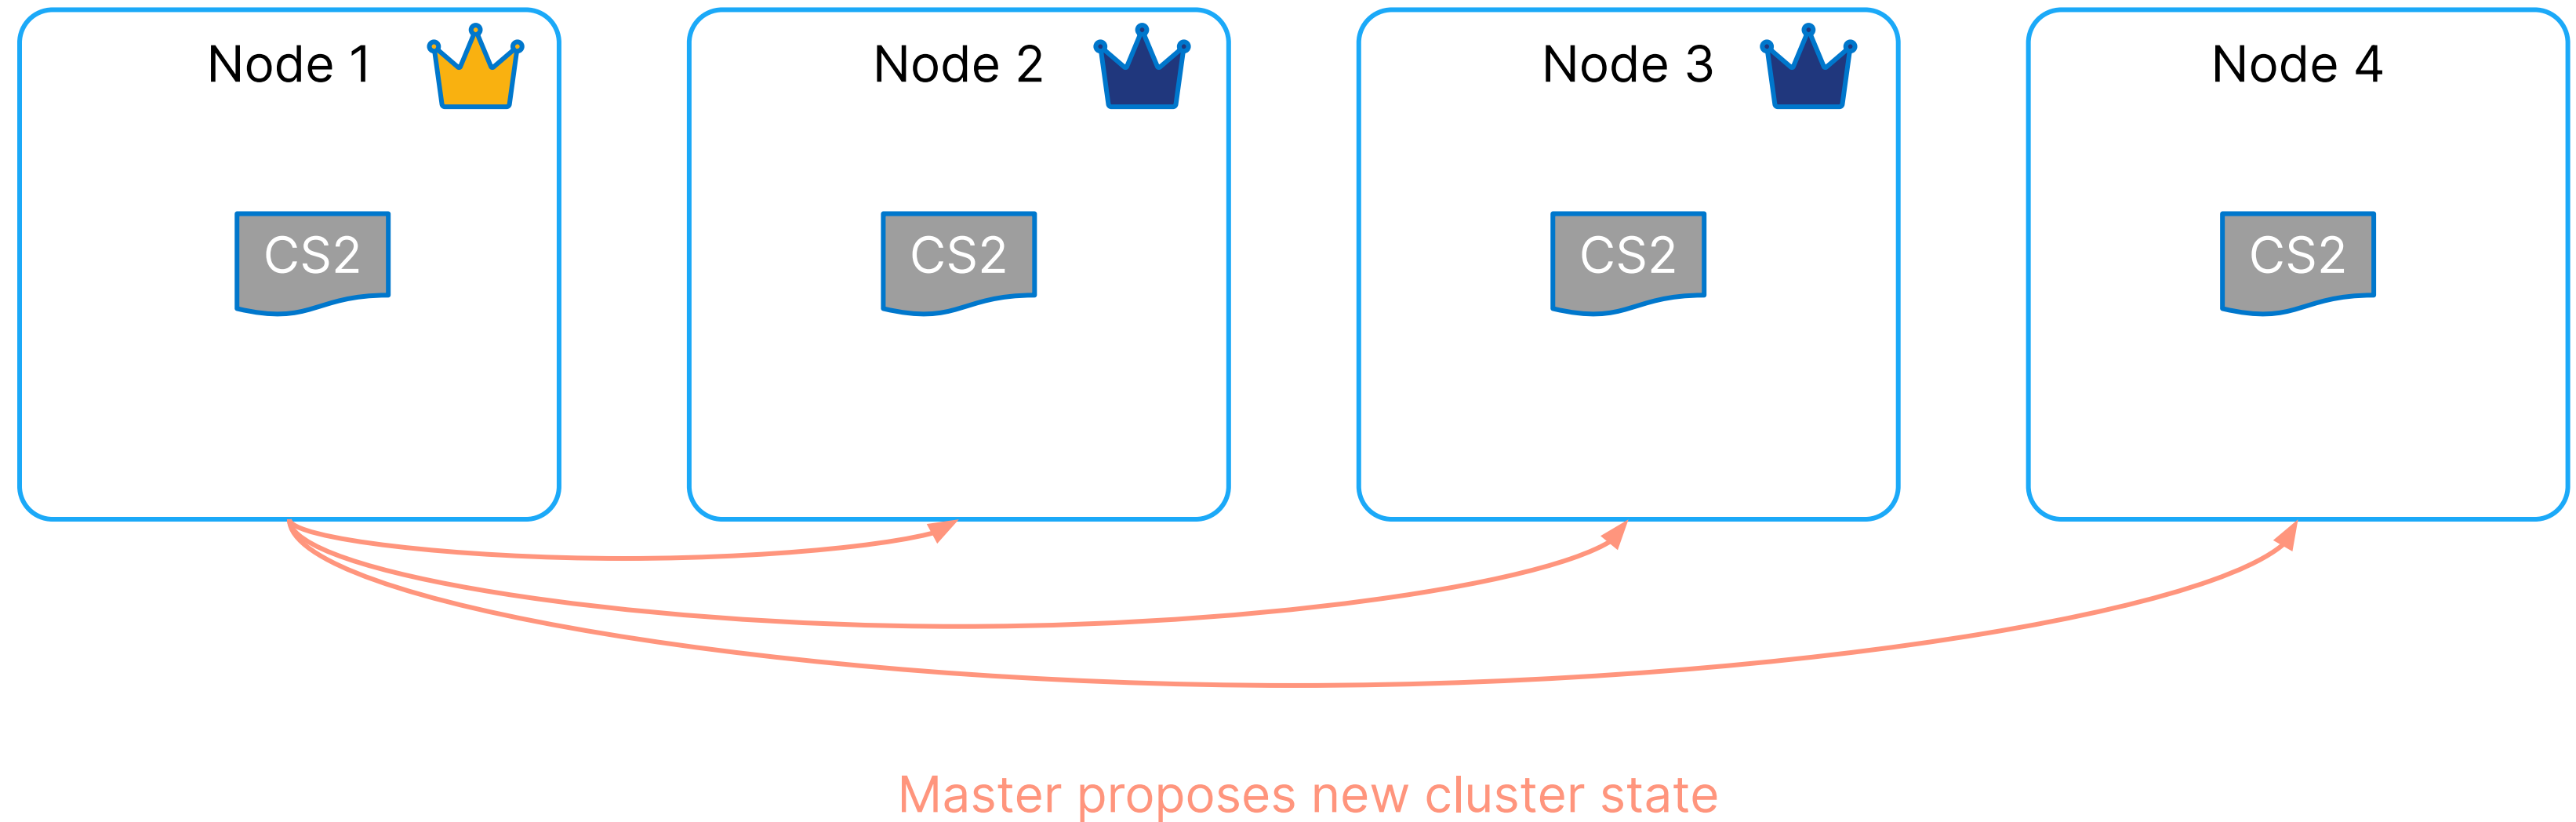 Node 1
Node 2
Node 3
Node 4
CS2
CS2
CS2
CS2
Master proposes new cluster state